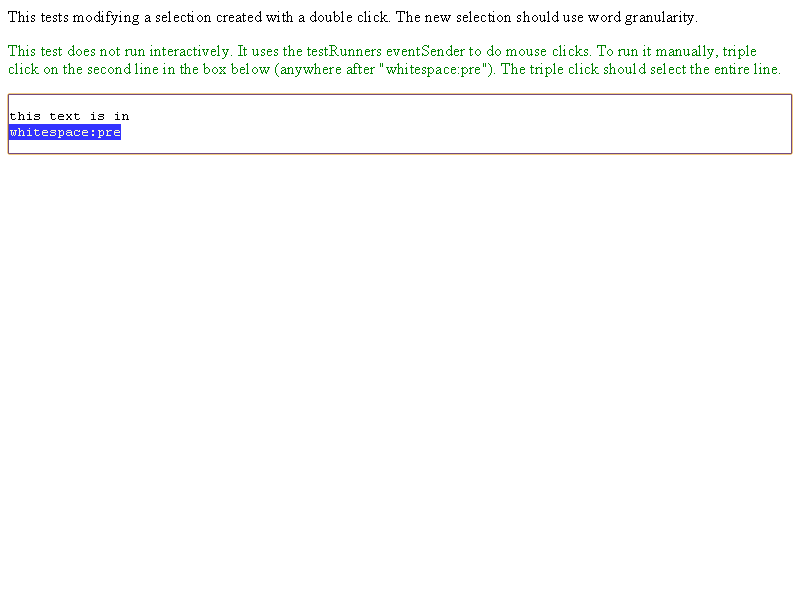 This tests modifying a selection created with a double click. The new selection should use word granularity.
This test does not run interactively. It uses the testRunners eventSender to do mouse clicks. To run it manually, triple
click on the second line in the box below (anywhere after "whitespace:pre"). The triple click should select the entire line.
this text is in
whitespace:pre